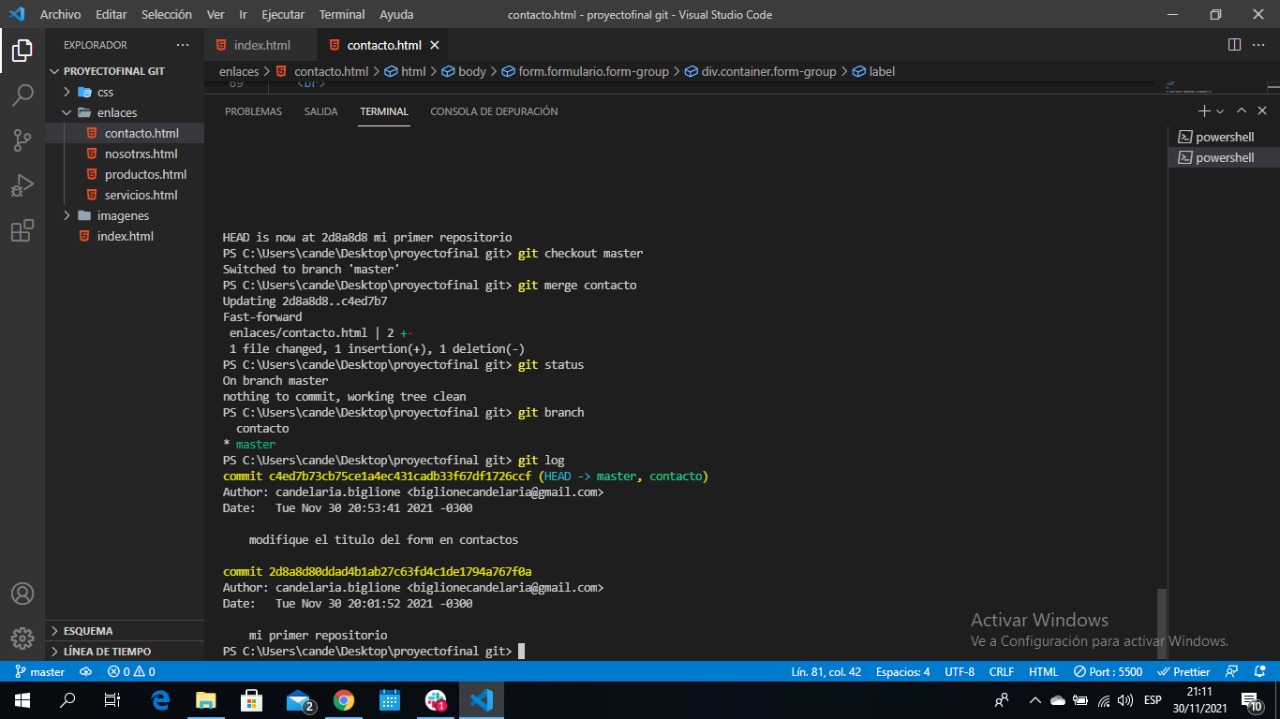 Archivo Editar Selección Ver Ir Ejecutar Terminal Ayuda contacto.html - proyectofinal git - Visual Studio Code
EXPLORADOR ··· index.html contacto.html
PROYECTOFINAL GIT
enlaces > contacto.html > html > body > form.formulario.form-group > div.container.form-group > label
css
enlaces
contacto.html
nosotrxs.html
productos.html
servicios.html
imagenes
index.html
69 <br>
PROBLEMAS SALIDA TERMINAL CONSOLA DE DEPURACIÓN
powershell
powershell
HEAD is now at 2d8a8d8 mi primer repositorio
PS C:\Users\cande\Desktop\proyectofinal git> git checkout master
Switched to branch 'master'
PS C:\Users\cande\Desktop\proyectofinal git> git merge contacto
Updating 2d8a8d8..c4ed7b7
Fast-forward
enlaces/contacto.html | 2 +-
1 file changed, 1 insertion(+), 1 deletion(-)
PS C:\Users\cande\Desktop\proyectofinal git> git status
On branch master
nothing to commit, working tree clean
PS C:\Users\cande\Desktop\proyectofinal git> git branch
contacto
* master
PS C:\Users\cande\Desktop\proyectofinal git> git log
commit c4ed7b73cb75ce1a4ec431cadb33f67df1726ccf (HEAD -> master, contacto)
Author: candelaria.biglione <biglionecandelaria@gmail.com>
Date:   Tue Nov 30 20:53:41 2021 -0300
modifique el titulo del form en contactos
commit 2d8a8d80ddad4b1ab27c63fd4c1de1794a767f0a
Author: candelaria.biglione <biglionecandelaria@gmail.com>
Date:   Tue Nov 30 20:01:52 2021 -0300
mi primer repositorio
PS C:\Users\cande\Desktop\proyectofinal git>
ESQUEMA
LÍNEA DE TIEMPO
Activar Windows
Ve a Configuración para activar Windows.
master 0 0 Lín. 81, col. 42 Espacios: 4 UTF-8 CRLF HTML Port : 5500 Prettier
2 1 ESP 21:11
30/11/2021 10